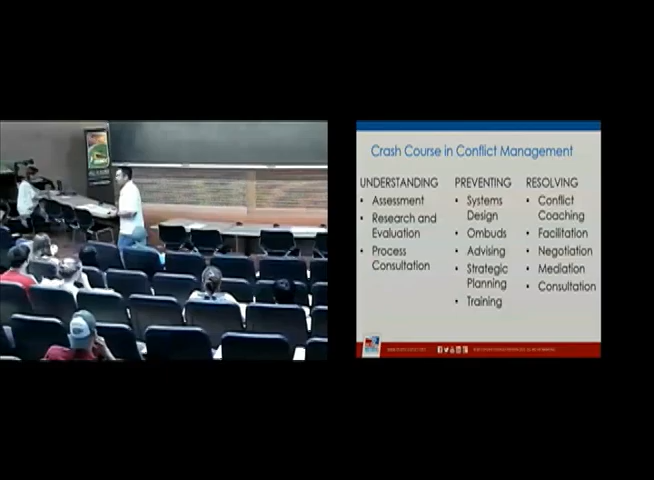 Crash Course in Conflict Management
UNDERSTANDING
• Assessment
• Research and
Evaluation
• Process
Consultation
PREVENTING
• Systems
Design
• Ombuds
• Advising
• Strategic
Planning
• Training
RESOLVING
• Conflict
Coaching
• Facilitation
• Negotiation
• Mediation
• Consultation